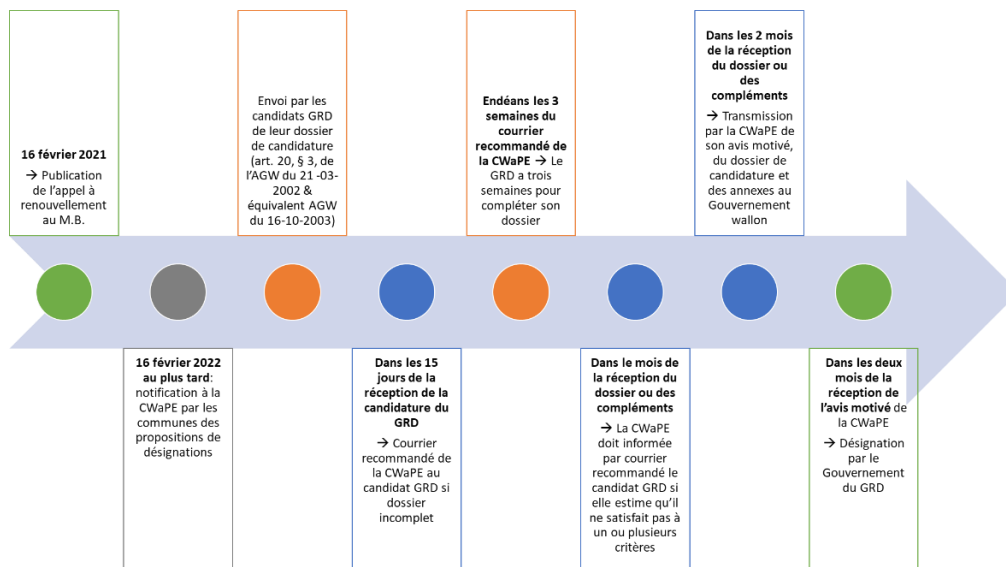 16 février 2021
→ Publication
de l'appel à
renouvellement
au M.B.
16 février 2022
au plus tard:
notification à la
CWaPE par les
communes des
propositions de
désignations
Envoi par les
candidats GRD
de leur dossier
de candidature
(art. 20, § 3, de
l'AGW du 21 -03-
2002 &
équivalent AGW
du 16-10-2003)
Dans les 15
jours de la
réception de la
candidature du
GRD
→ Courrier
recommandé de
la CWaPE au
candidat GRD si
dossier
incomplet
Endéans les 3
semaines du
courrier
recommandé de
la CWaPE → Le
GRD a trois
semaines pour
compléter son
dossier
Dans le mois de
la réception du
dossier ou des
compléments
→ La CWaPE
doit informée
par courrier
recommandé le
candidat GRD si
elle estime qu'il
ne satisfait pas à
un ou plusieurs
critères
Dans les 2 mois
de la réception
du dossier ou
des
compléments
→ Transmission
par la CWaPE de
son avis motivé,
du dossier de
candidature et
des annexes au
Gouvernement
wallon
Dans les deux
mois de la
réception de
l'avis motivé de
la CWaPE
→ Désignation
par le
Gouvernement
du GRD